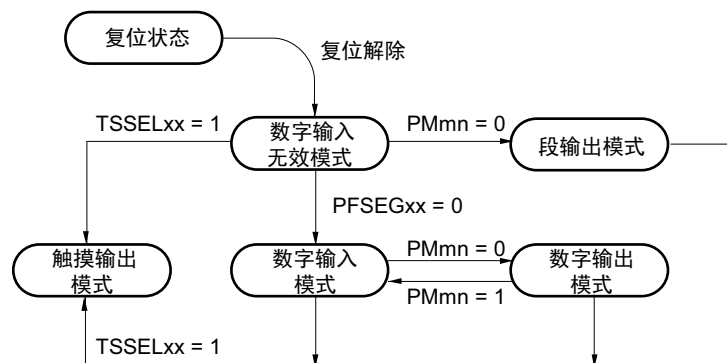 复位状态
复位解除
TSSELxx = 1
数字输入
无效模式
PMmn = 0
段输出模式
PFSEGxx = 0
触摸输出
模式
数字输入
模式
PMmn = 0
PMmn = 1
数字输出
模式
TSSELxx = 1